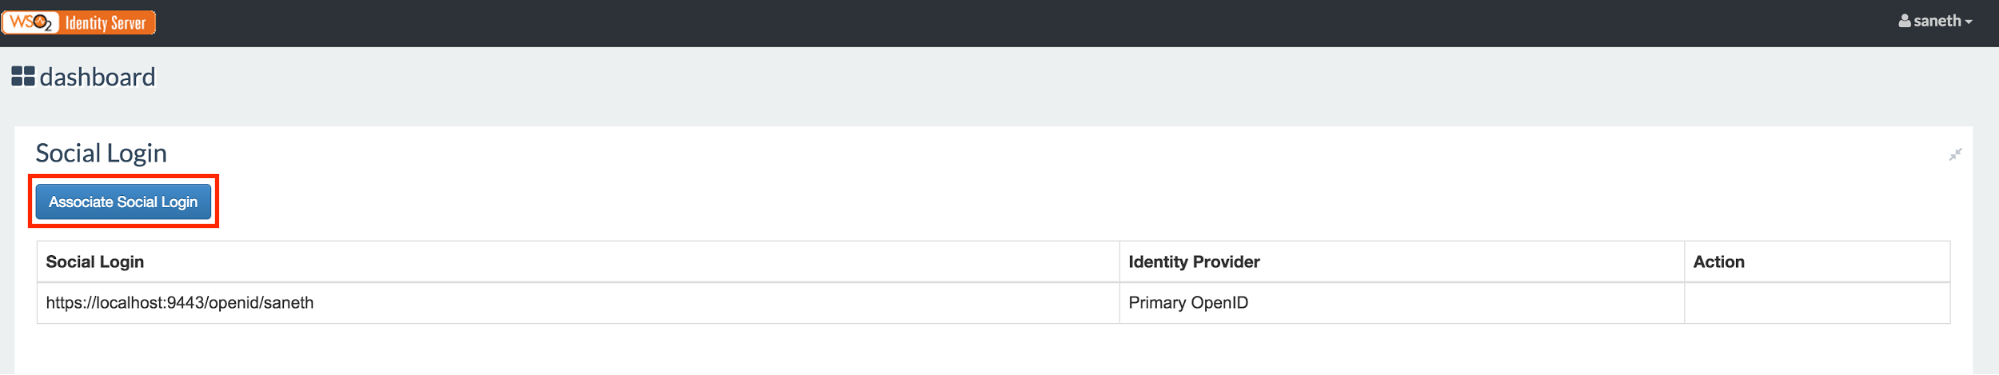 WSO2 Identity Server
saneth
dashboard
Social Login
Associate Social Login
Social Login Identity Provider Action
https://localhost:9443/openid/saneth Primary OpenID